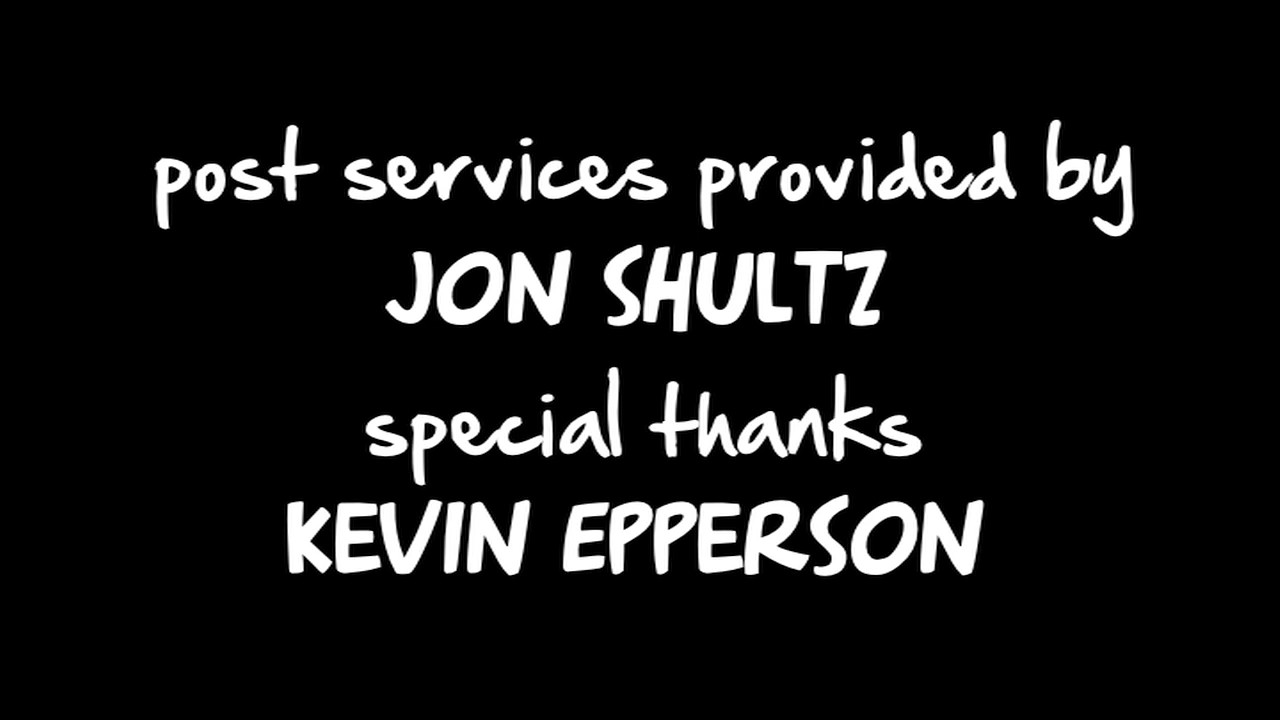 post services provided by
JON SHULTZ
special thanks
KEVIN EPPERSON